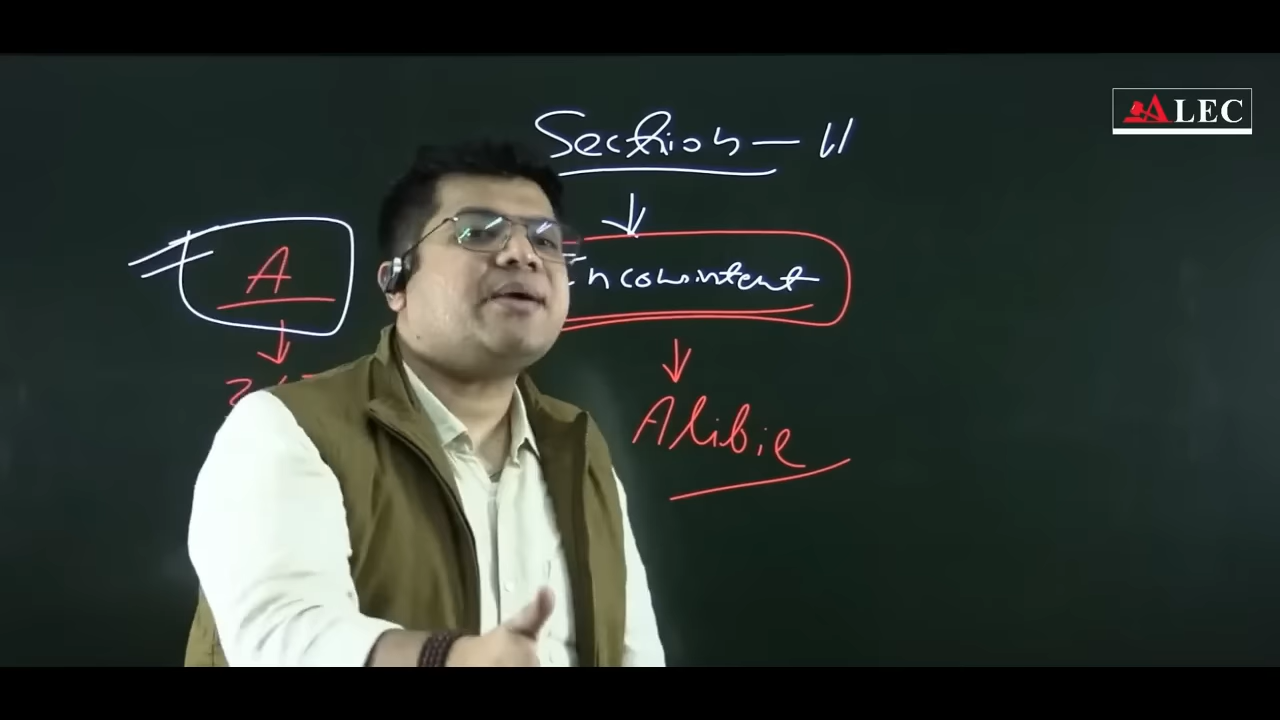 ALEC
Section - 11
A
Inconsistent
Alibie